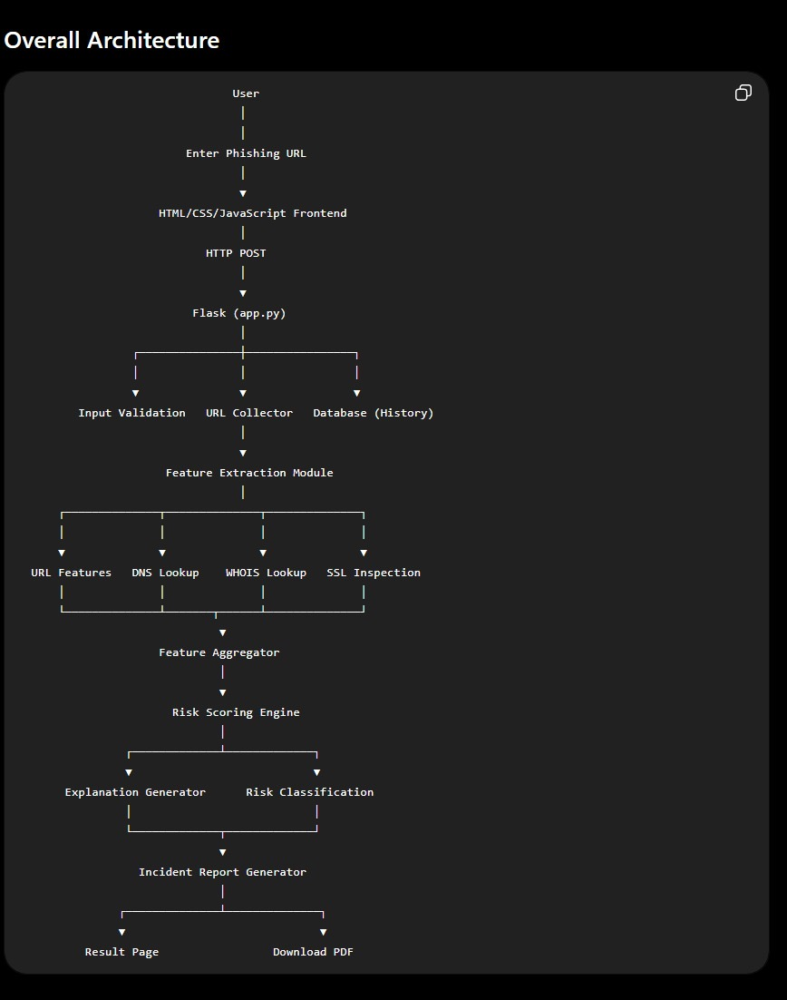 Overall Architecture
User
Enter Phishing URL
HTML/CSS/JavaScript Frontend
HTTP POST
Flask (app.py)
Input Validation URL Collector Database (History)
Feature Extraction Module
URL Features DNS Lookup WHOIS Lookup SSL Inspection
Feature Aggregator
Risk Scoring Engine
Explanation Generator Risk Classification
Incident Report Generator
Result Page Download PDF